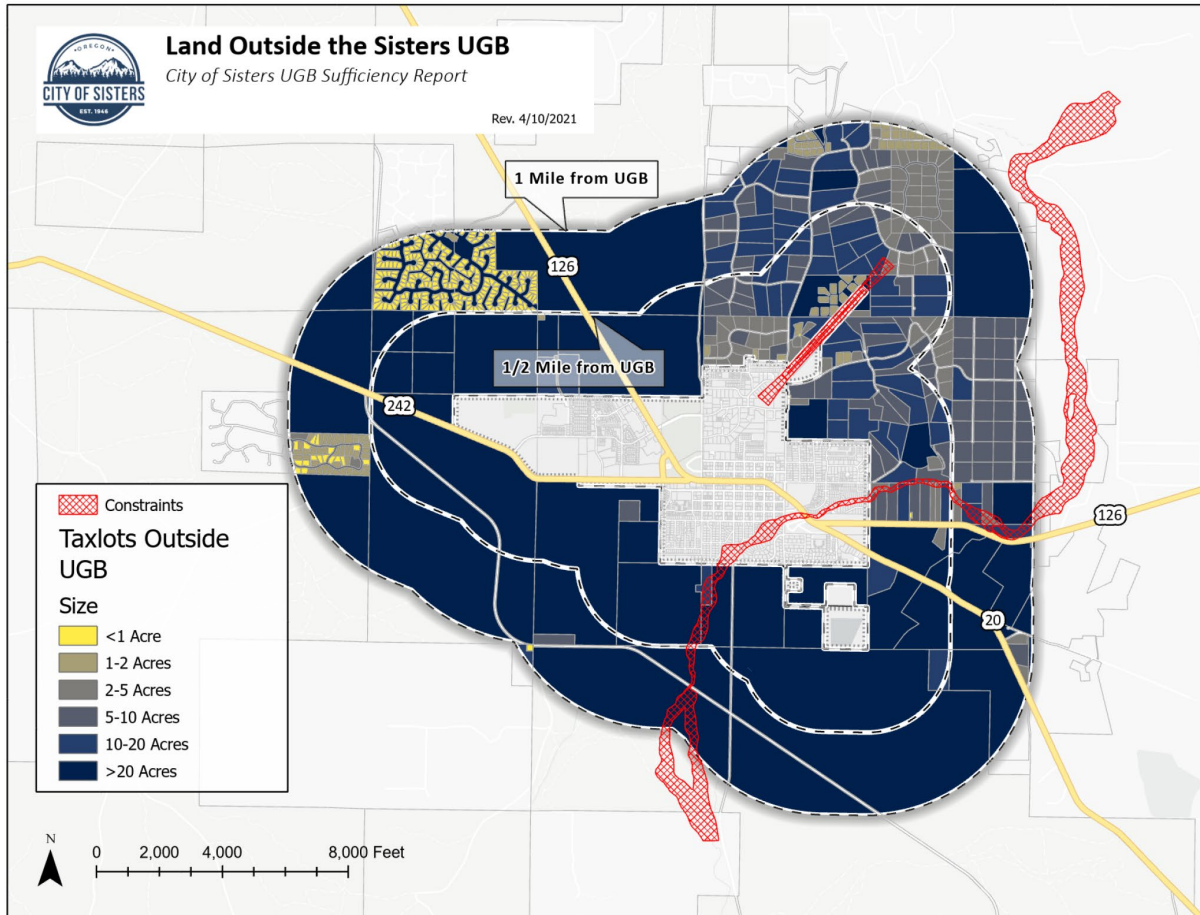 OREGON
CITY OF SISTERS
EST. 1946
Land Outside the Sisters UGB
City of Sisters UGB Sufficiency Report
Rev. 4/10/2021
1 Mile from UGB
126
1/2 Mile from UGB
242
126
20
Constraints
Taxlots Outside
UGB
Size
<1 Acre
1-2 Acres
2-5 Acres
5-10 Acres
10-20 Acres
>20 Acres
N
0 2,000 4,000 8,000 Feet